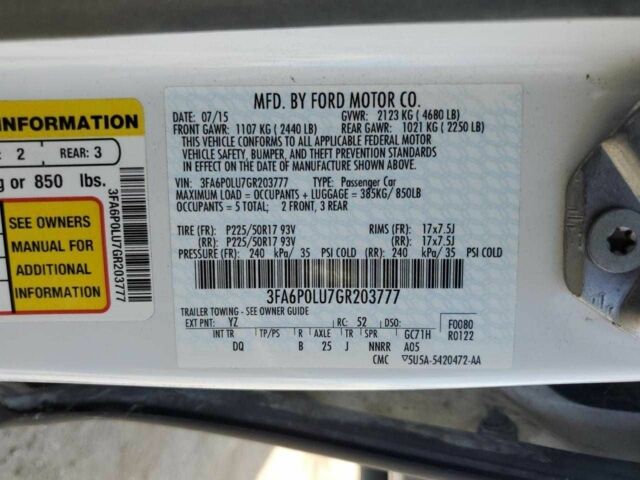 MFD. BY FORD MOTOR CO.
DATE: 07/15 GVWR: 2123 KG ( 4680 LB)
FRONT GAWR: 1107 KG ( 2440 LB) REAR GAWR: 1021 KG ( 2250 LB)
THIS VEHICLE CONFORMS TO ALL APPLICABLE FEDERAL MOTOR
VEHICLE SAFETY, BUMPER, AND THEFT PREVENTION STANDARDS
IN EFFECT ON THE DATE OF MANUFACTURE SHOWN ABOVE.
VIN: 3FA6P0LU7GR203777 TYPE: Passenger Car
MAXIMUM LOAD = OCCUPANTS + LUGGAGE = 385KG/ 850LB
OCCUPANTS = 5 TOTAL: 2 FRONT, 3 REAR
TIRE (FR): P225/50R17 93V RIMS (FR): 17x7.5J
(RR): P225/50R17 93V (RR): 17x7.5J
PRESSURE (FR): 240 kPa/ 35 PSI COLD (RR): 240 kPa/ 35 PSI COLD
3FA6P0LU7GR203777
TRAILER TOWING - SEE OWNER GUIDE
EXT PNT: YZ RC: 52 DSO: F0080
INT TR TP/PS R AXLE TR SPR GC71H R0122
DQ B 25 J NNRR A05
CMC ▽5U5A-5420472-AA
INFORMATION
: 2 REAR: 3
g or 850 lbs.
SEE OWNERS
MANUAL FOR
ADDITIONAL
INFORMATION
3FA6P0LU7GR203777